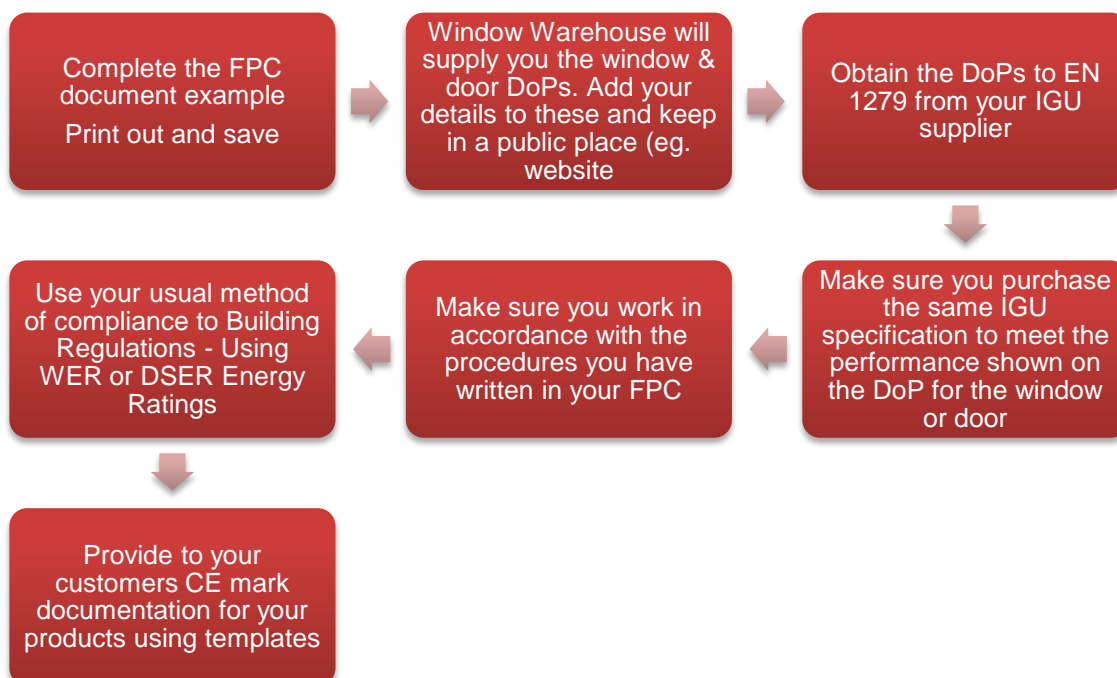 Complete the FPC
document example
Print out and save
Window Warehouse will
supply you the window &
door DoPs. Add your
details to these and keep
in a public place (eg.
website
Obtain the DoPs to EN
1279 from your IGU
supplier
Make sure you purchase
the same IGU
specification to meet the
performance shown on
the DoP for the window
or door
Make sure you work in
accordance with the
procedures you have
written in your FPC
Use your usual method
of compliance to Building
Regulations - Using
WER or DSER Energy
Ratings
Provide to your
customers CE mark
documentation for your
products using templates